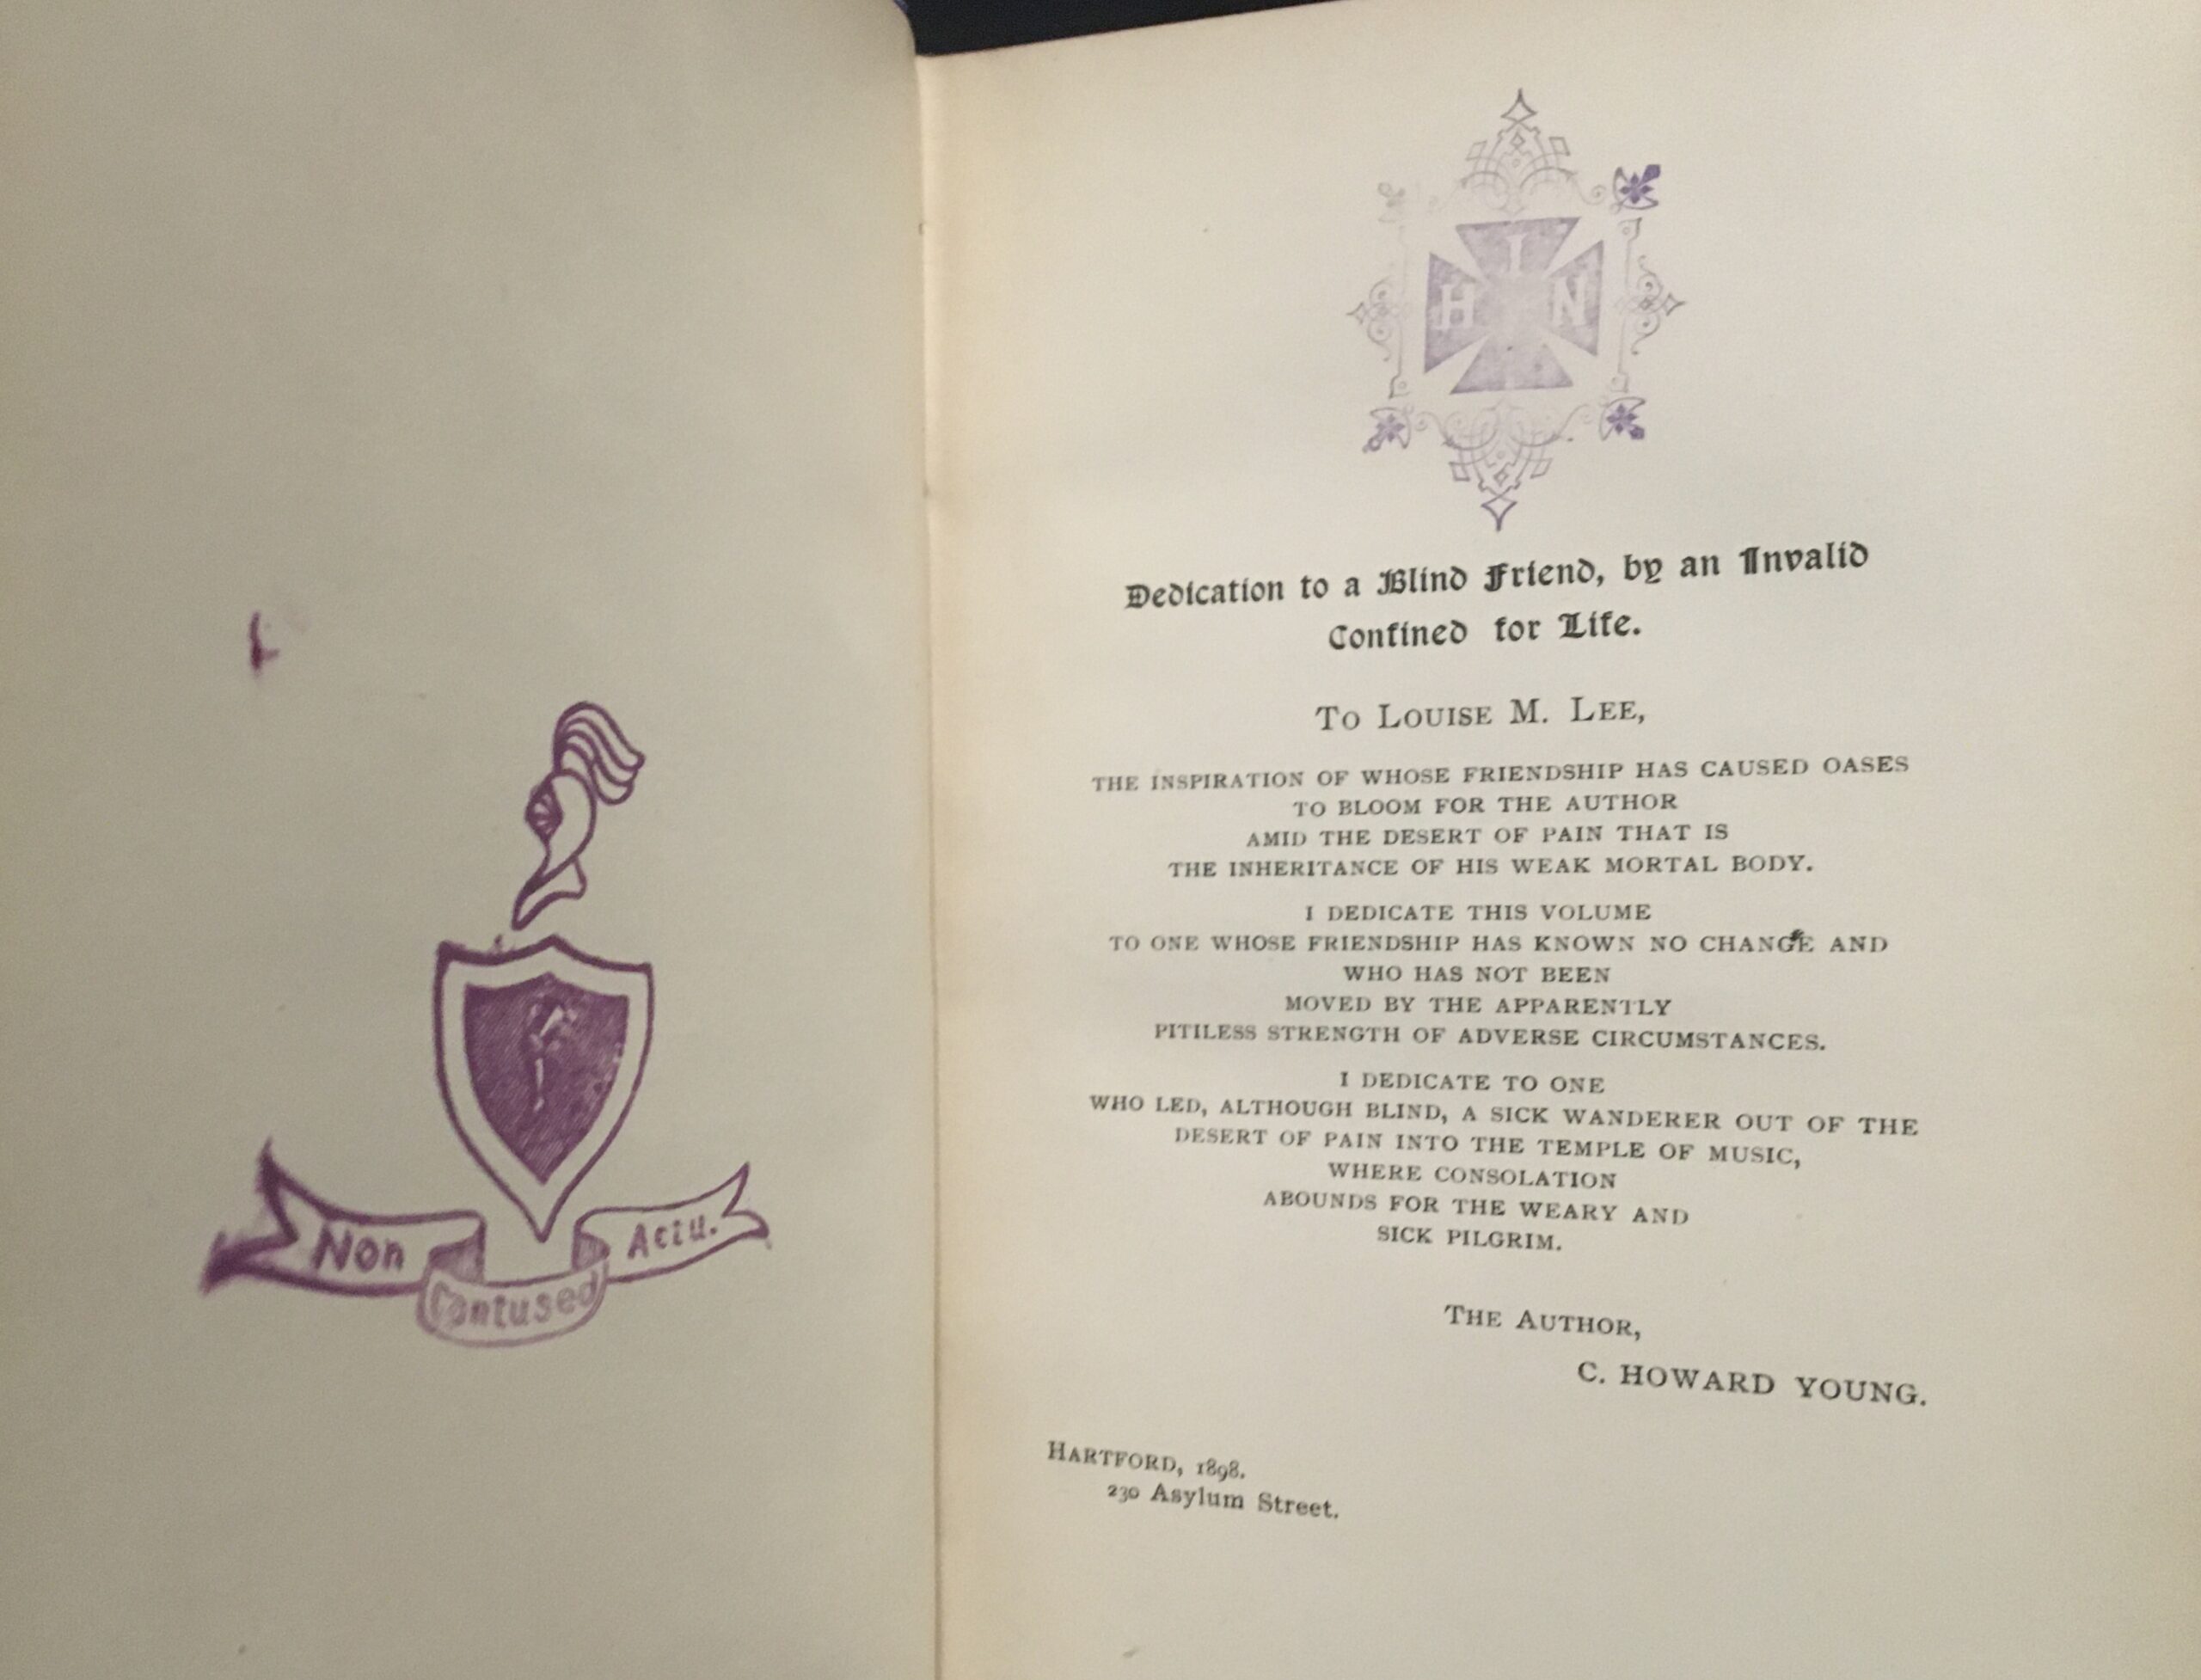 Non
Contused
Actu.
I
H N
Dedication to a Blind Friend, by an Invalid
Confined for Life.
To Louise M. Lee,
THE INSPIRATION OF WHOSE FRIENDSHIP HAS CAUSED OASES
TO BLOOM FOR THE AUTHOR
AMID THE DESERT OF PAIN THAT IS
THE INHERITANCE OF HIS WEAK MORTAL BODY.
I DEDICATE THIS VOLUME
TO ONE WHOSE FRIENDSHIP HAS KNOWN NO CHANGE AND
WHO HAS NOT BEEN
MOVED BY THE APPARENTLY
PITILESS STRENGTH OF ADVERSE CIRCUMSTANCES.
I DEDICATE TO ONE
WHO LED, ALTHOUGH BLIND, A SICK WANDERER OUT OF THE
DESERT OF PAIN INTO THE TEMPLE OF MUSIC,
WHERE CONSOLATION
ABOUNDS FOR THE WEARY AND
SICK PILGRIM.
The Author,
C. HOWARD YOUNG.
Hartford, 1898.
230 Asylum Street.